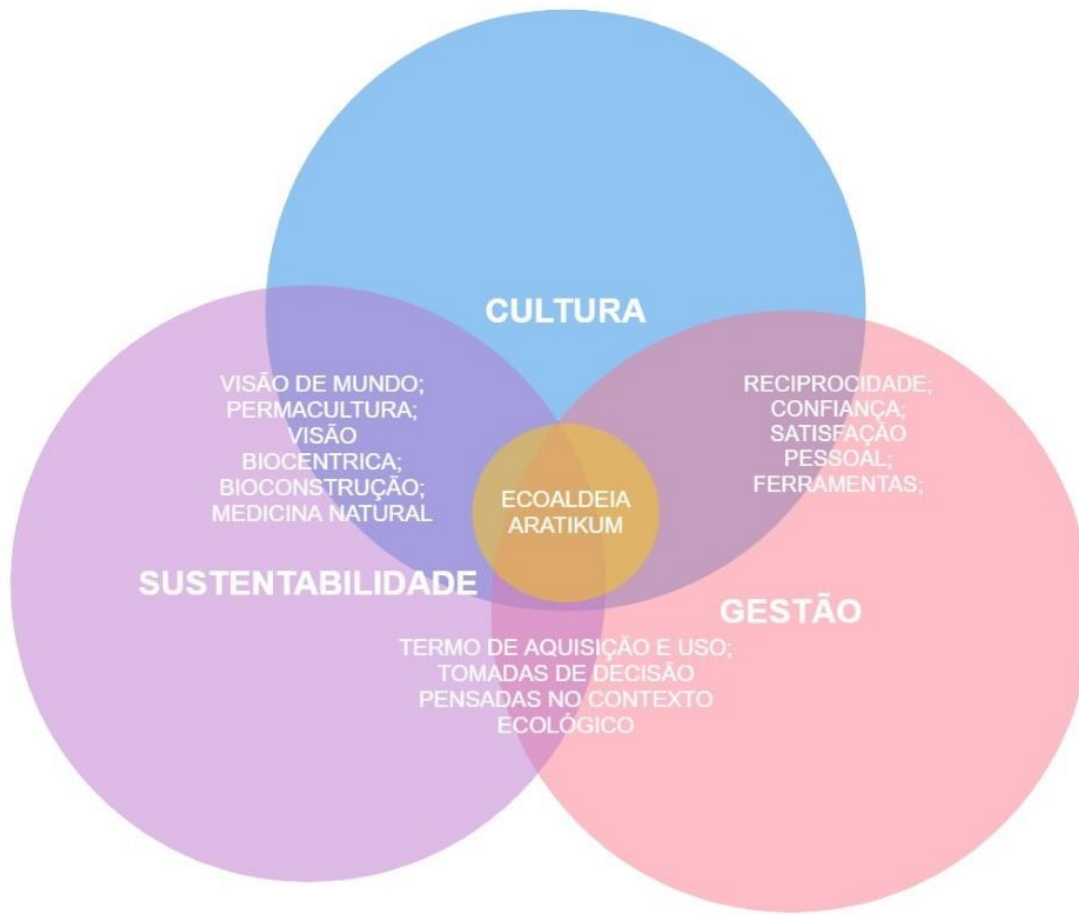 CULTURA
VISÃO DE MUNDO;
PERMACULTURA;
VISÃO
BIOCENTRICA;
BIOCONSTRUÇÃO;
MEDICINA NATURAL
RECIPROCIDADE;
CONFIANÇA;
SATISFAÇÃO
PESSOAL;
FERRAMENTAS;
ECOALDEIA
ARATIKUM
SUSTENTABILIDADE
GESTÃO
TERMO DE AQUISIÇÃO E USO;
TOMADAS DE DECISÃO
PENSADAS NO CONTEXTO
ECOLÓGICO